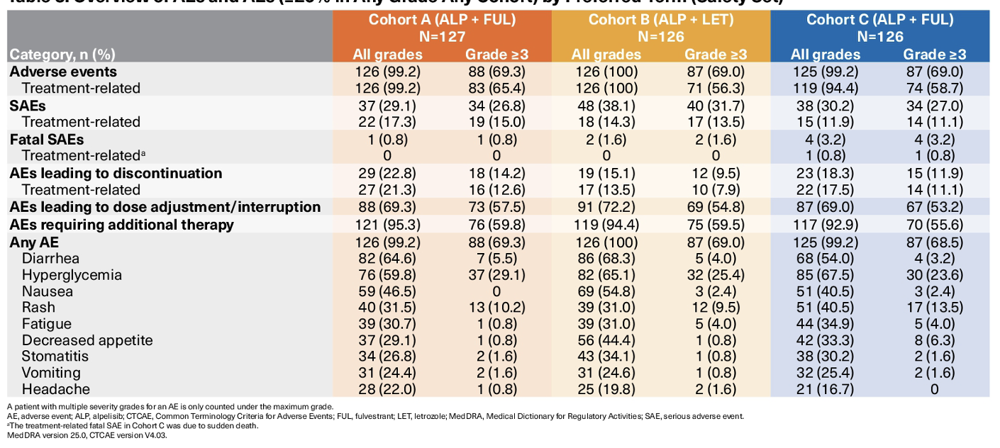 Table 3. Overview of AEs and AEs (≥20% in Any Grade Any Cohort) by Preferred Term (Safety Set)
Cohort A (ALP + FUL) Cohort B (ALP + LET) Cohort C (ALP + FUL)
N=127 N=126 N=126
Category, n (%) All grades Grade ≥3 All grades Grade ≥3 All grades Grade ≥3
Adverse events 126 (99.2) 88 (69.3) 126 (100) 87 (69.0) 125 (99.2) 87 (69.0)
Treatment-related 126 (99.2) 83 (65.4) 126 (100) 71 (56.3) 119 (94.4) 74 (58.7)
SAEs 37 (29.1) 34 (26.8) 48 (38.1) 40 (31.7) 38 (30.2) 34 (27.0)
Treatment-related 22 (17.3) 19 (15.0) 18 (14.3) 17 (13.5) 15 (11.9) 14 (11.1)
Fatal SAEs 1 (0.8) 1 (0.8) 2 (1.6) 2 (1.6) 4 (3.2) 4 (3.2)
Treatment-relatedᵃ 0 0 0 0 1 (0.8) 1 (0.8)
AEs leading to discontinuation 29 (22.8) 18 (14.2) 19 (15.1) 12 (9.5) 23 (18.3) 15 (11.9)
Treatment-related 27 (21.3) 16 (12.6) 17 (13.5) 10 (7.9) 22 (17.5) 14 (11.1)
AEs leading to dose adjustment/interruption 88 (69.3) 73 (57.5) 91 (72.2) 69 (54.8) 87 (69.0) 67 (53.2)
AEs requiring additional therapy 121 (95.3) 76 (59.8) 119 (94.4) 75 (59.5) 117 (92.9) 70 (55.6)
Any AE 126 (99.2) 88 (69.3) 126 (100) 87 (69.0) 125 (99.2) 87 (68.5)
Diarrhea 82 (64.6) 7 (5.5) 86 (68.3) 5 (4.0) 68 (54.0) 4 (3.2)
Hyperglycemia 76 (59.8) 37 (29.1) 82 (65.1) 32 (25.4) 85 (67.5) 30 (23.6)
Nausea 59 (46.5) 0 69 (54.8) 3 (2.4) 51 (40.5) 3 (2.4)
Rash 40 (31.5) 13 (10.2) 39 (31.0) 12 (9.5) 51 (40.5) 17 (13.5)
Fatigue 39 (30.7) 1 (0.8) 39 (31.0) 5 (4.0) 44 (34.9) 5 (4.0)
Decreased appetite 37 (29.1) 1 (0.8) 56 (44.4) 1 (0.8) 42 (33.3) 8 (6.3)
Stomatitis 34 (26.8) 2 (1.6) 43 (34.1) 1 (0.8) 38 (30.2) 2 (1.6)
Vomiting 31 (24.4) 2 (1.6) 31 (24.6) 1 (0.8) 32 (25.4) 2 (1.6)
Headache 28 (22.0) 1 (0.8) 25 (19.8) 2 (1.6) 21 (16.7) 0
A patient with multiple severity grades for an AE is only counted under the maximum grade.
AE, adverse event; ALP, alpelisib; CTCAE, Common Terminology Criteria for Adverse Events; FUL, fulvestrant; LET, letrozole; MedDRA, Medical Dictionary for Regulatory Activities; SAE, serious adverse event.
ᵃThe treatment-related fatal SAE in Cohort C was due to sudden death.
MedDRA version 25.0, CTCAE version V4.03.